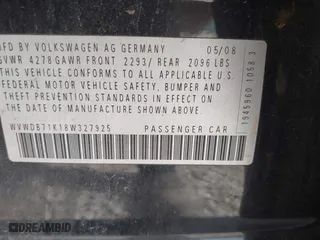 MFD BY VOLKSWAGEN AG GERMANY 05/08
GVWR 4278 GAWR FRONT 2293/ REAR 2096 LBS
THIS VEHICLE CONFORMS TO ALL APPLICABLE U.S.
FEDERAL MOTOR VEHICLE SAFETY, BUMPER AND
THEFT PREVENTION STANDARDS IN EFFECT ON
THE DATE OF MANUFACTURE
WVWDB71K18W327925 PASSENGER CAR
1945960 1058 3
DREAMBID